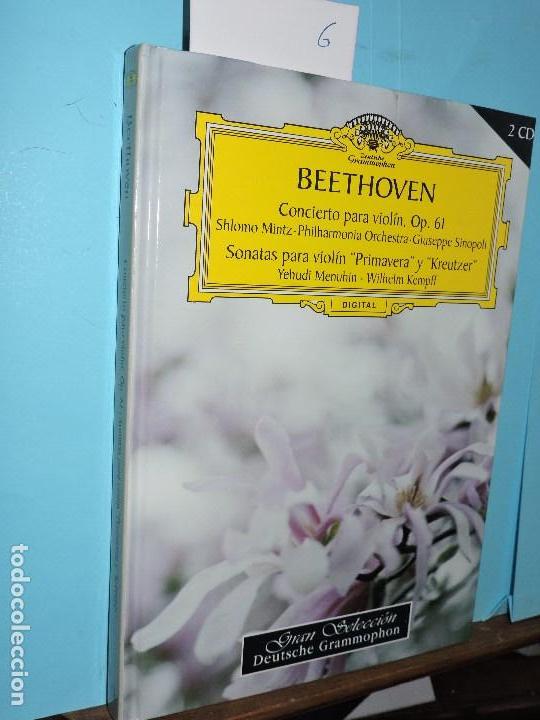 6
2 CD
Deutsche
Grammophon
BEETHOVEN
Concierto para violín, Op. 61
Shlomo Mintz·Philharmonia Orchestra·Giuseppe Sinopoli
Sonatas para violín "Primavera" y "Kreutzer"
Yehudi Menuhin - Wilhelm Kempff
DIGITAL
Gran Selección
Deutsche Grammophon
Beethoven
todocoleccion